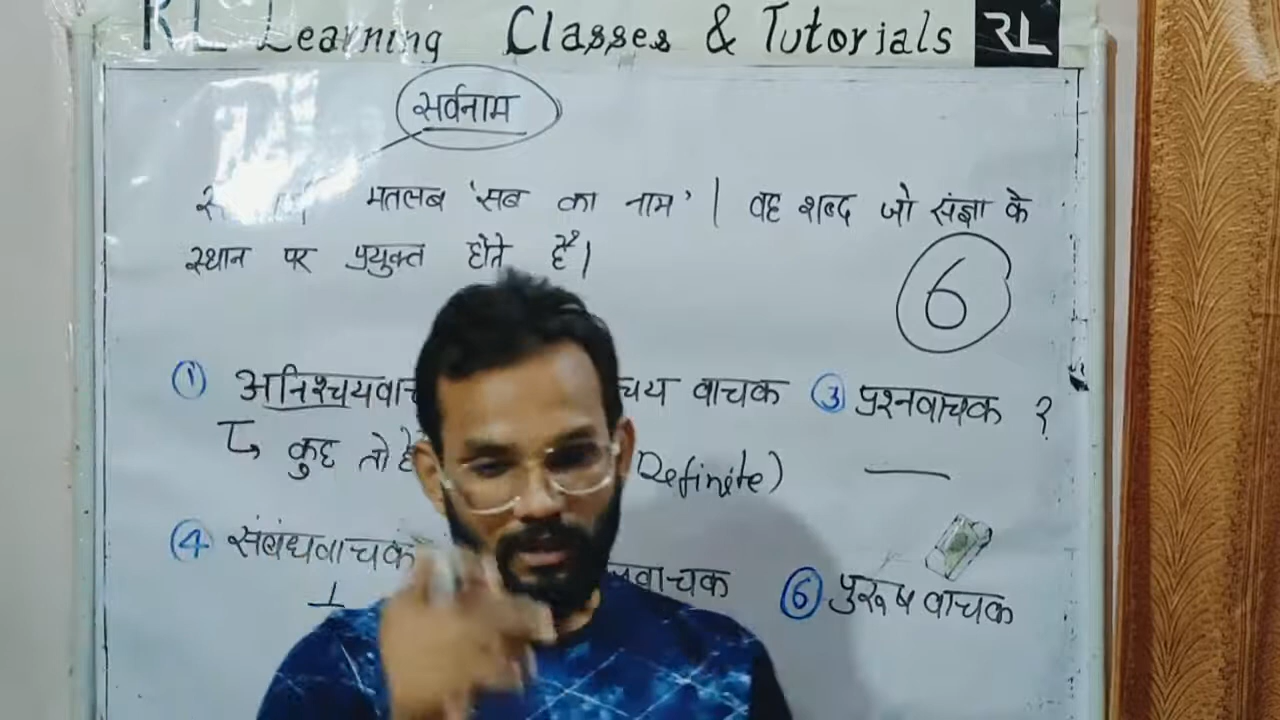 RL Learning Classes & Tutorials RL
सर्वनाम
मतलब 'सब का नाम' | वह शब्द जो संज्ञा के
स्थान पर प्रयुक्त होते है।
6
① अनिश्चयवाच चय वाचक ③ प्रश्नवाचक ?
↳ कुछ तो है Definite)
④ संबंधवाचक वाचक ⑥ पुरूष वाचक